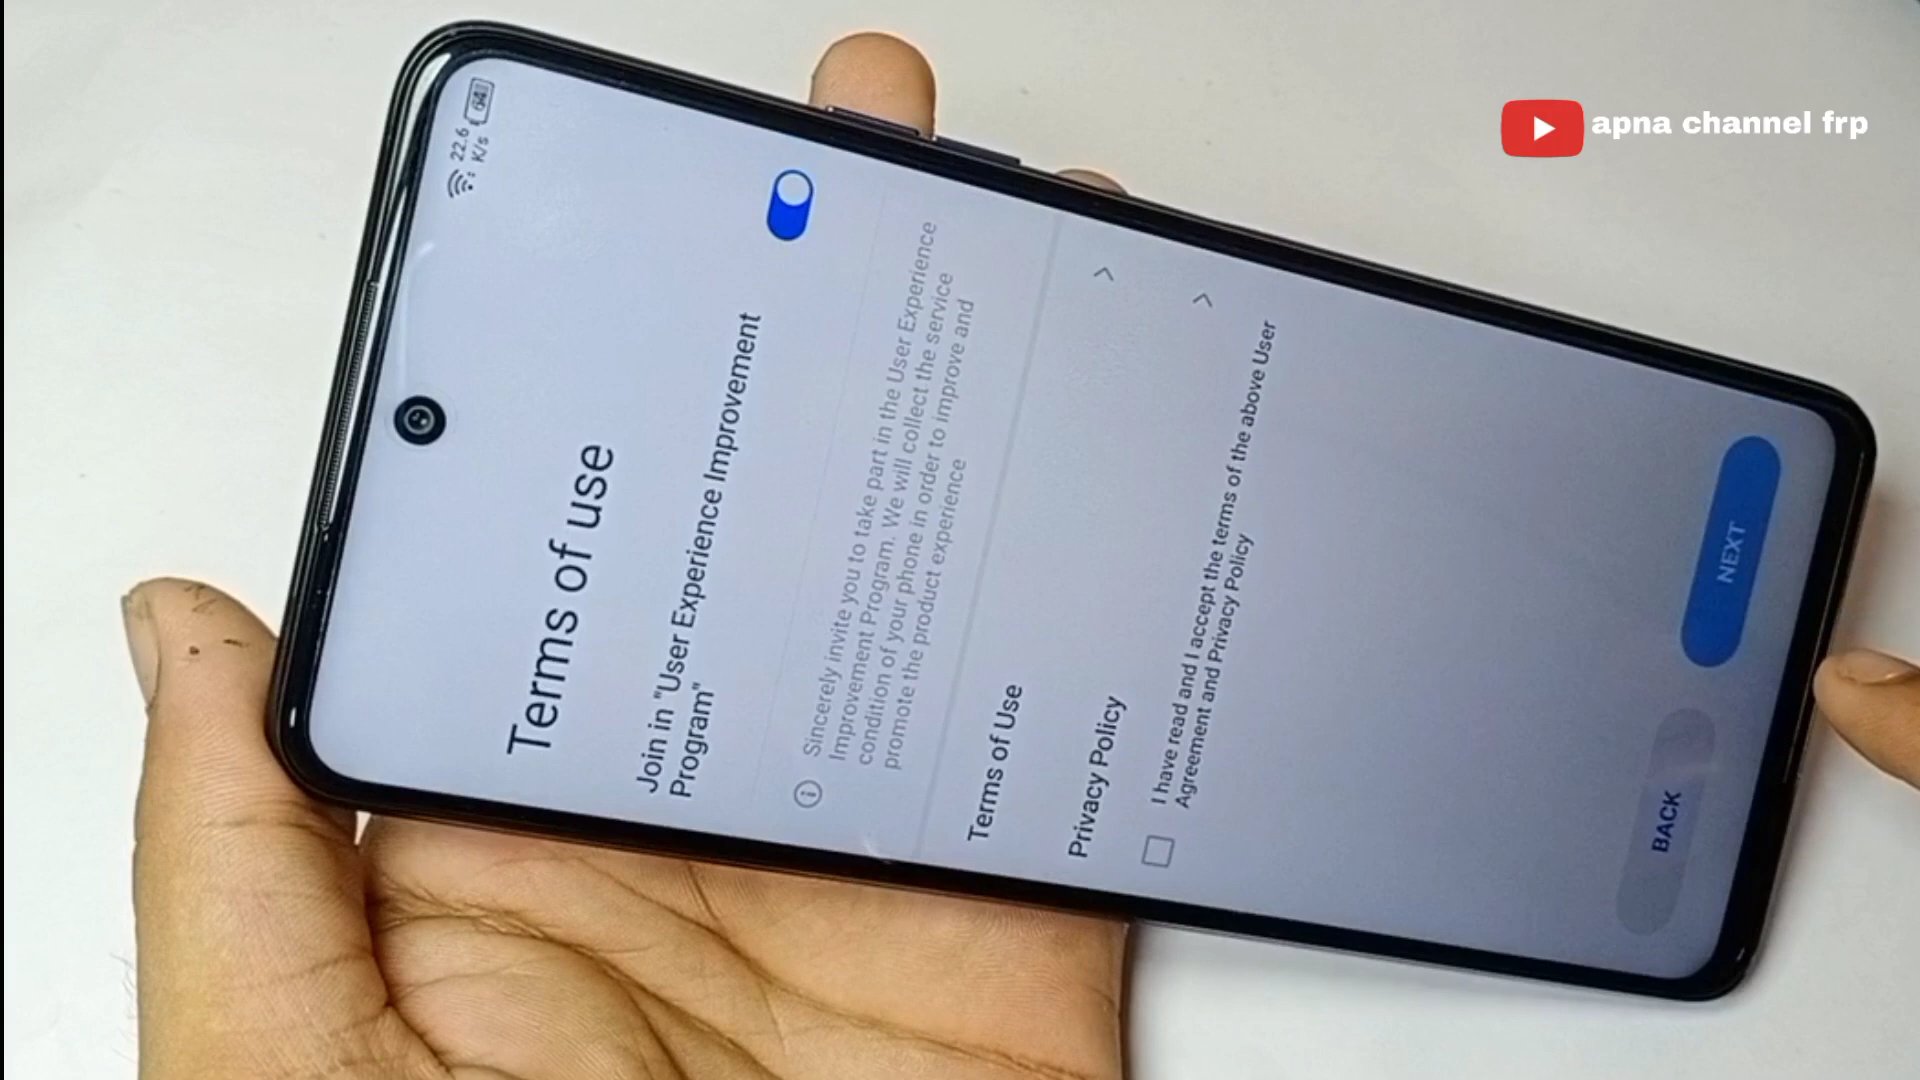 apna channel frp
22.6
K/s
64
Terms of use
Join in "User Experience Improvement
Program"
Sincerely invite you to take part in the User Experience
Improvement Program. We will collect the service
condition of your phone in order to improve and
promote the product experience
Terms of Use
Privacy Policy
I have read and I accept the terms of the above User
Agreement and Privacy Policy
BACK
NEXT